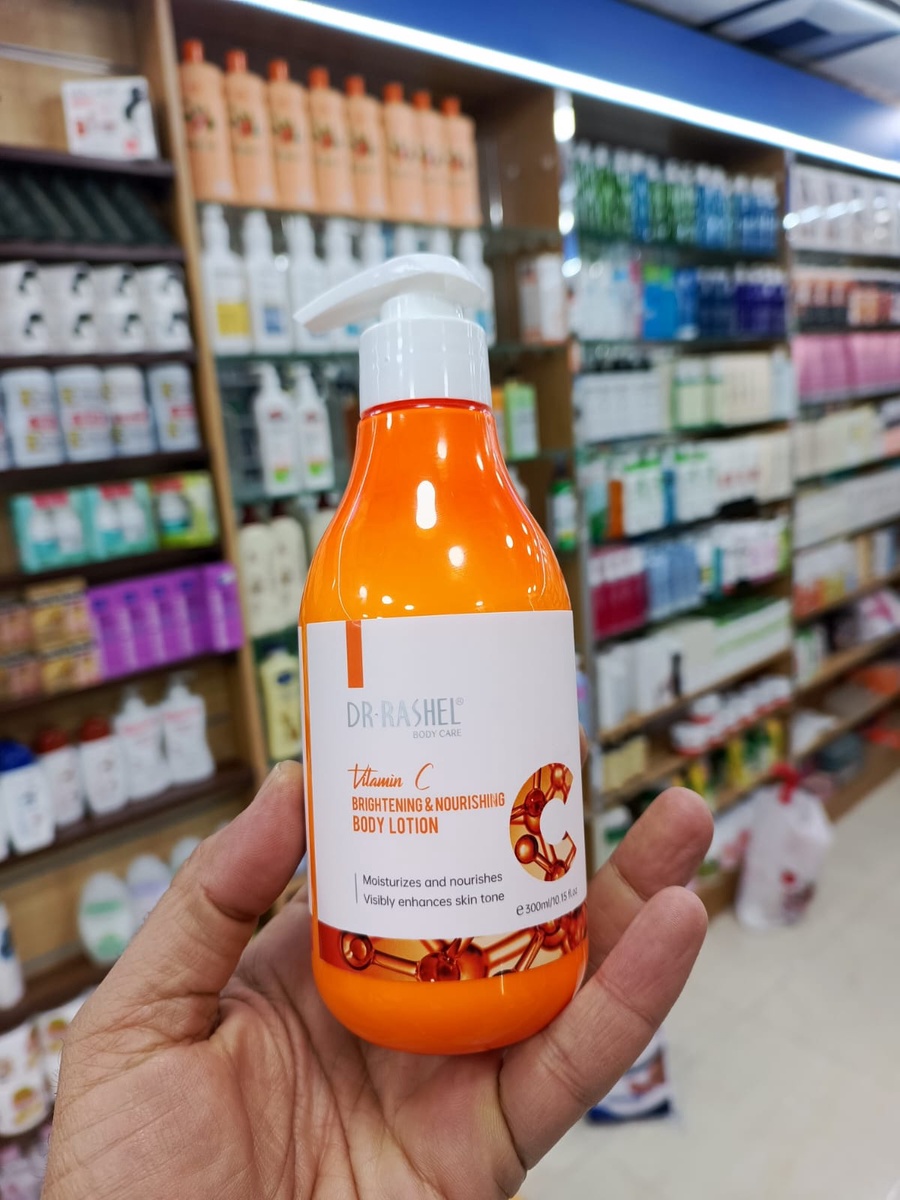 DR·RASHEL®
BODY CARE
Vitamin C
BRIGHTENING & NOURISHING
BODY LOTION
C
Moisturizes and nourishes
Visibly enhances skin tone
℮300ml/10.15 fl.oz